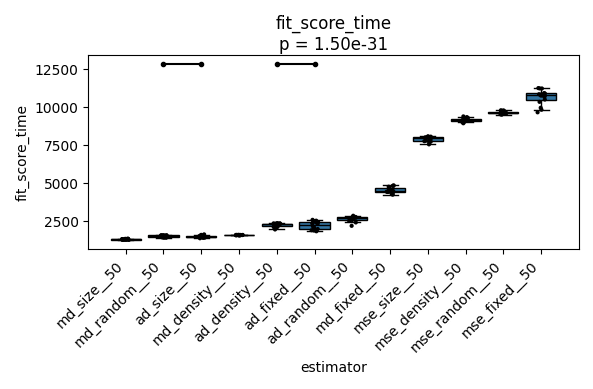 fit_score_time
p = 1.50e-31
12500
10000
7500
5000
2500
fit_score_time
md_size__50
md_random__50
ad_size__50
md_density__50
ad_density__50
ad_fixed__50
ad_random__50
md_fixed__50
mse_size__50
mse_density__50
mse_random__50
mse_fixed__50
estimator